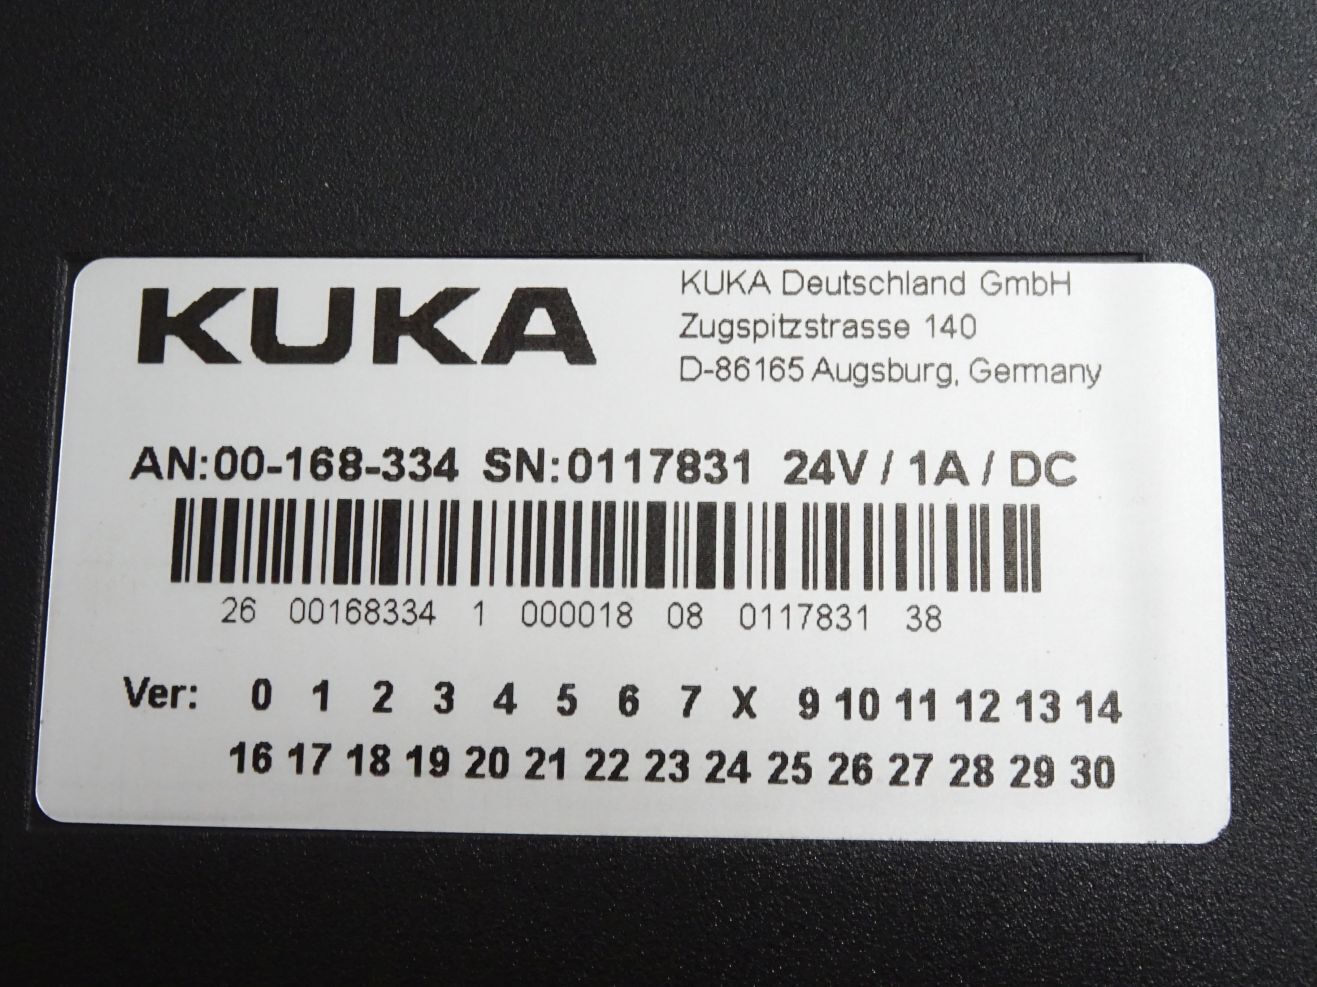 KUKA
KUKA Deutschland GmbH
Zugspitzstrasse 140
D-86165 Augsburg, Germany
AN:00-168-334 SN:0117831 24V / 1A / DC
26 00168334 1 000018 08 0117831 38
Ver: 0 1 2 3 4 5 6 7 X 9 10 11 12 13 14
16 17 18 19 20 21 22 23 24 25 26 27 28 29 30